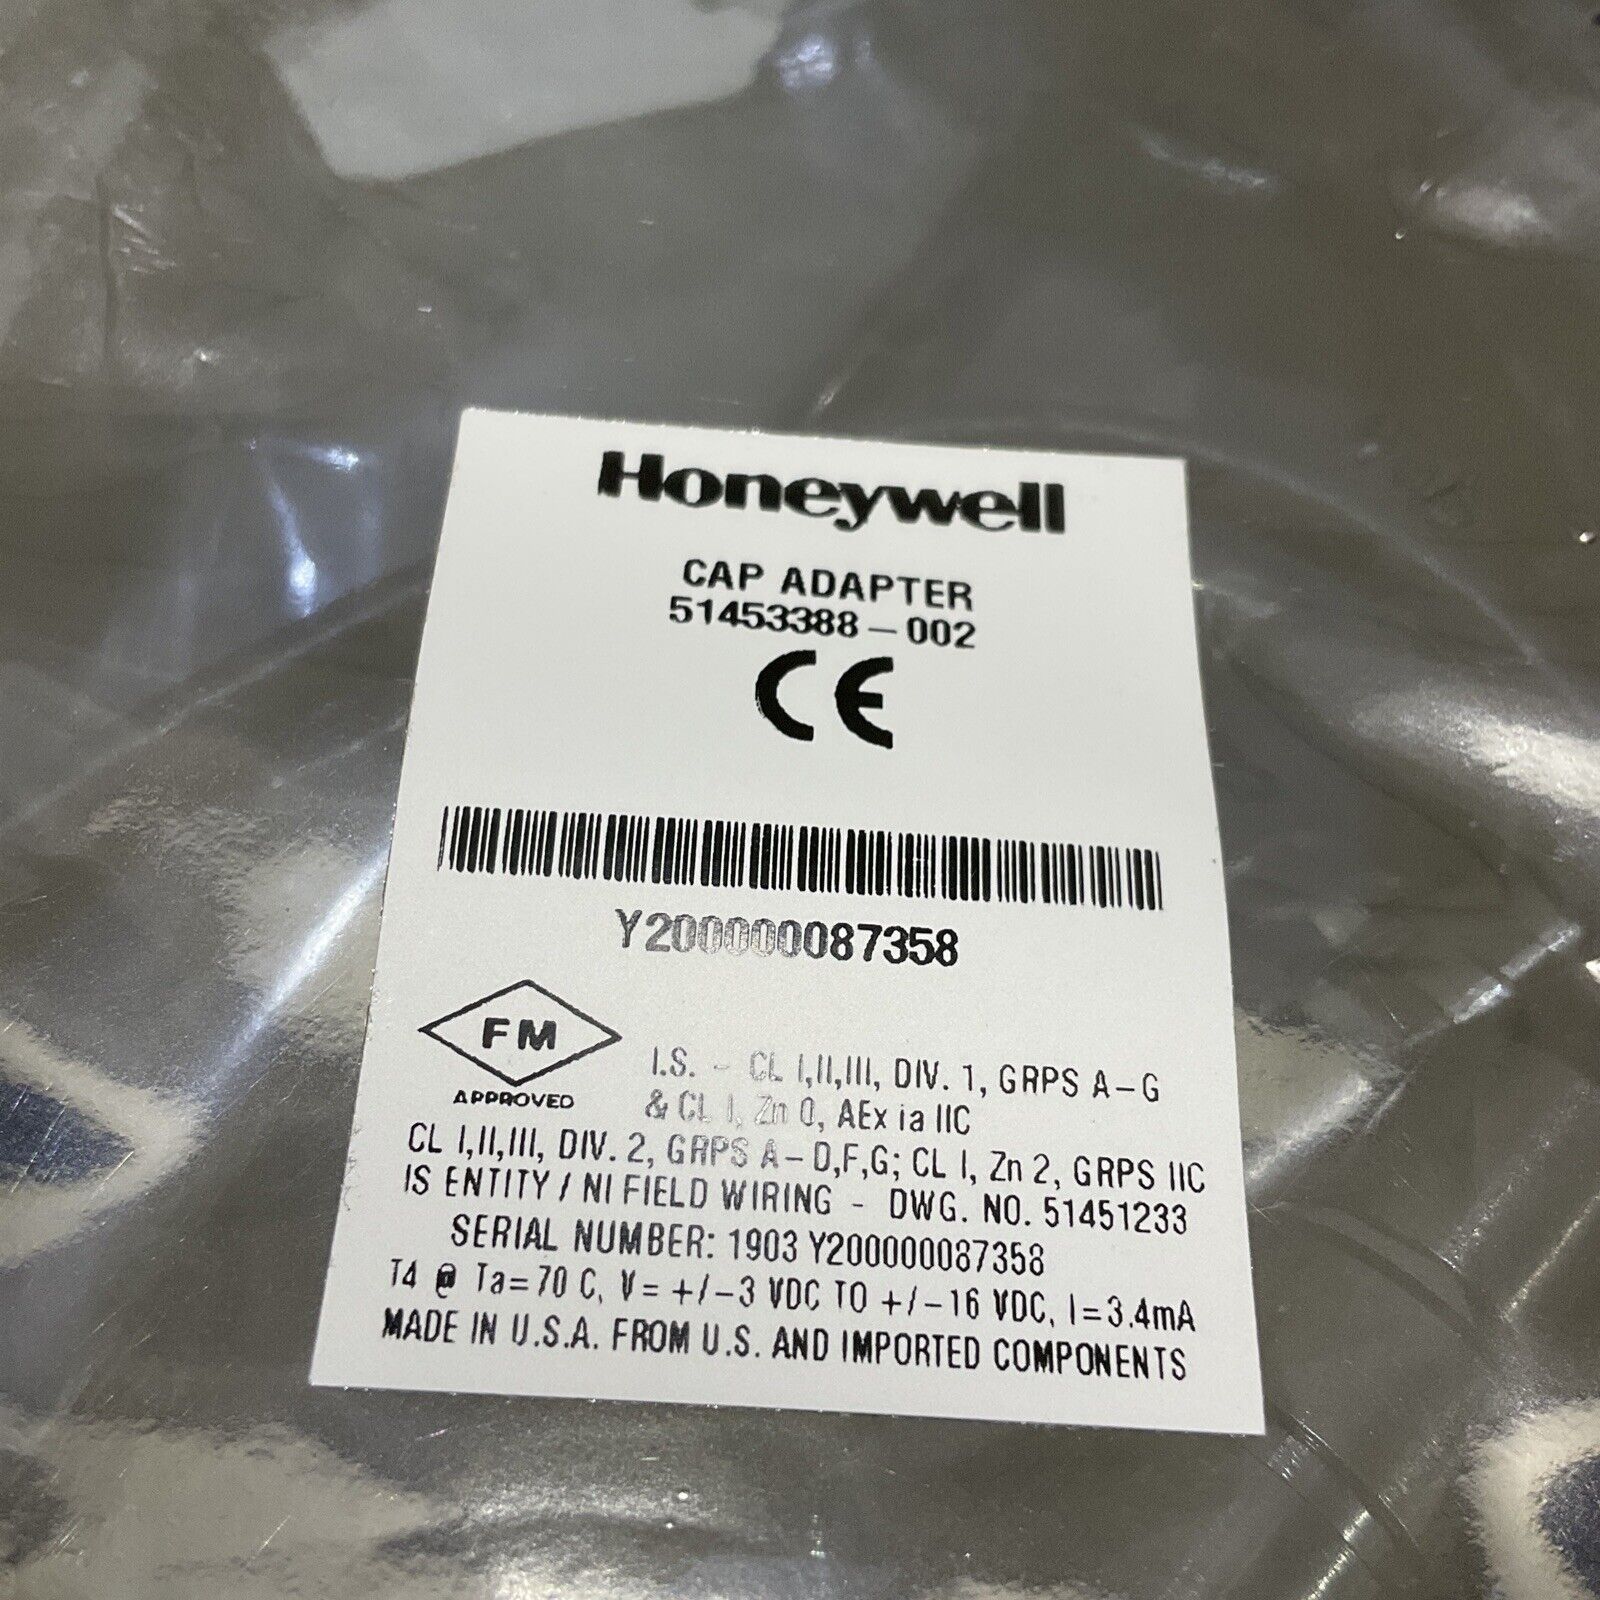 Honeywell
CAP ADAPTER
51453388-002
CE
Y200000087358
FM
APPROVED
I.S. - CL I,II,III, DIV. 1, GRPS A-G
& CL I, Zn 0, AEx ia IIC
CL I,II,III, DIV. 2, GRPS A-D,F,G; CL I, Zn 2, GRPS IIC
IS ENTITY / NI FIELD WIRING - DWG. NO. 51451233
SERIAL NUMBER: 1903 Y200000087358
T4 @ Ta=70 C, V= +/-3 VDC TO +/-16 VDC, I=3.4mA
MADE IN U.S.A. FROM U.S. AND IMPORTED COMPONENTS